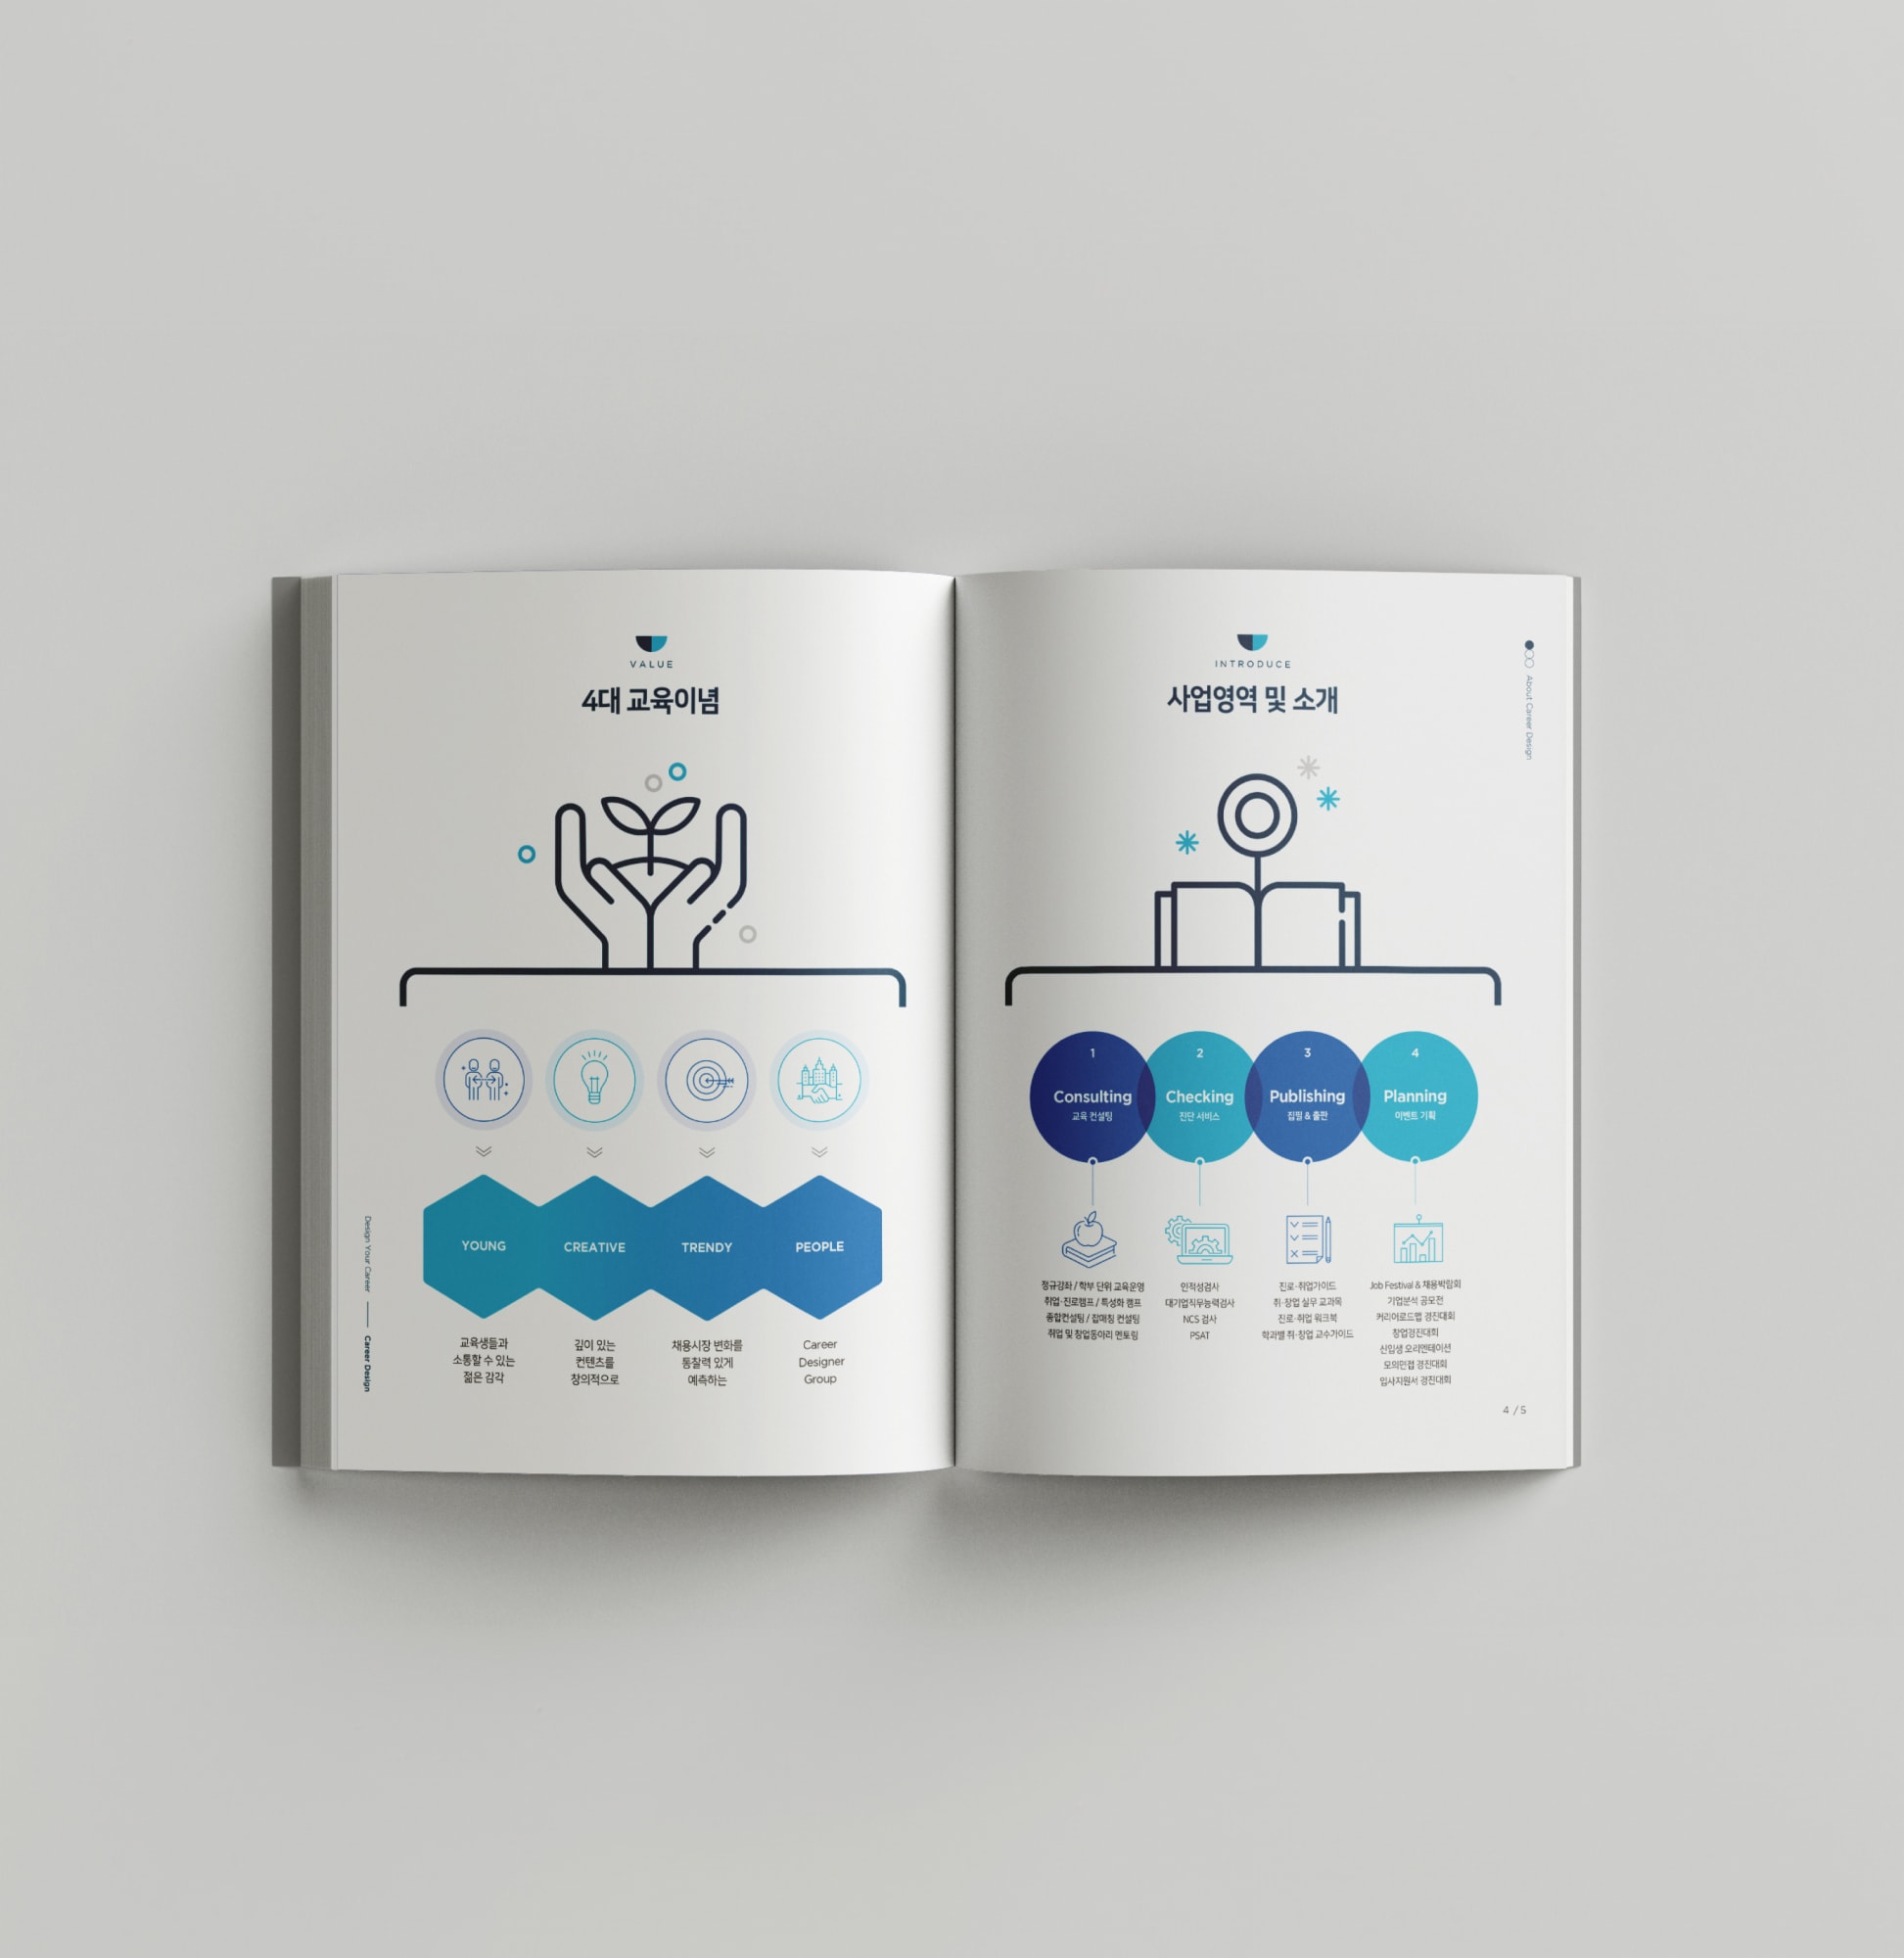 VALUE
4대 교육이념
YOUNG
CREATIVE
TRENDY
PEOPLE
교육생들과
소통할 수 있는
젊은 감각
깊이 있는
컨텐츠를
창의적으로
채용시장 변화를
통찰력 있게
예측하는
Career
Designer
Group
Design Your Career
Career Design
INTRODUCE
사업영역 및 소개
About Career Design
1
Consulting
교육 컨설팅
2
Checking
진단 서비스
3
Publishing
집필 & 출판
4
Planning
이벤트 기획
정규강좌 / 학부 단위 교육운영
취업·진로캠프 / 특성화 캠프
종합컨설팅 / 잡매칭 컨설팅
취업 및 창업동아리 멘토링
인적성검사
대기업직무능력검사
NCS 검사
PSAT
진로·취업가이드
취·창업 실무 교과목
진로·취업 워크북
학과별 취·창업 교수가이드
Job Festival & 채용박람회
기업분석 공모전
커리어로드맵 경진대회
창업경진대회
신입생 오리엔테이션
모의면접 경진대회
입사지원서 경진대회
4 / 5